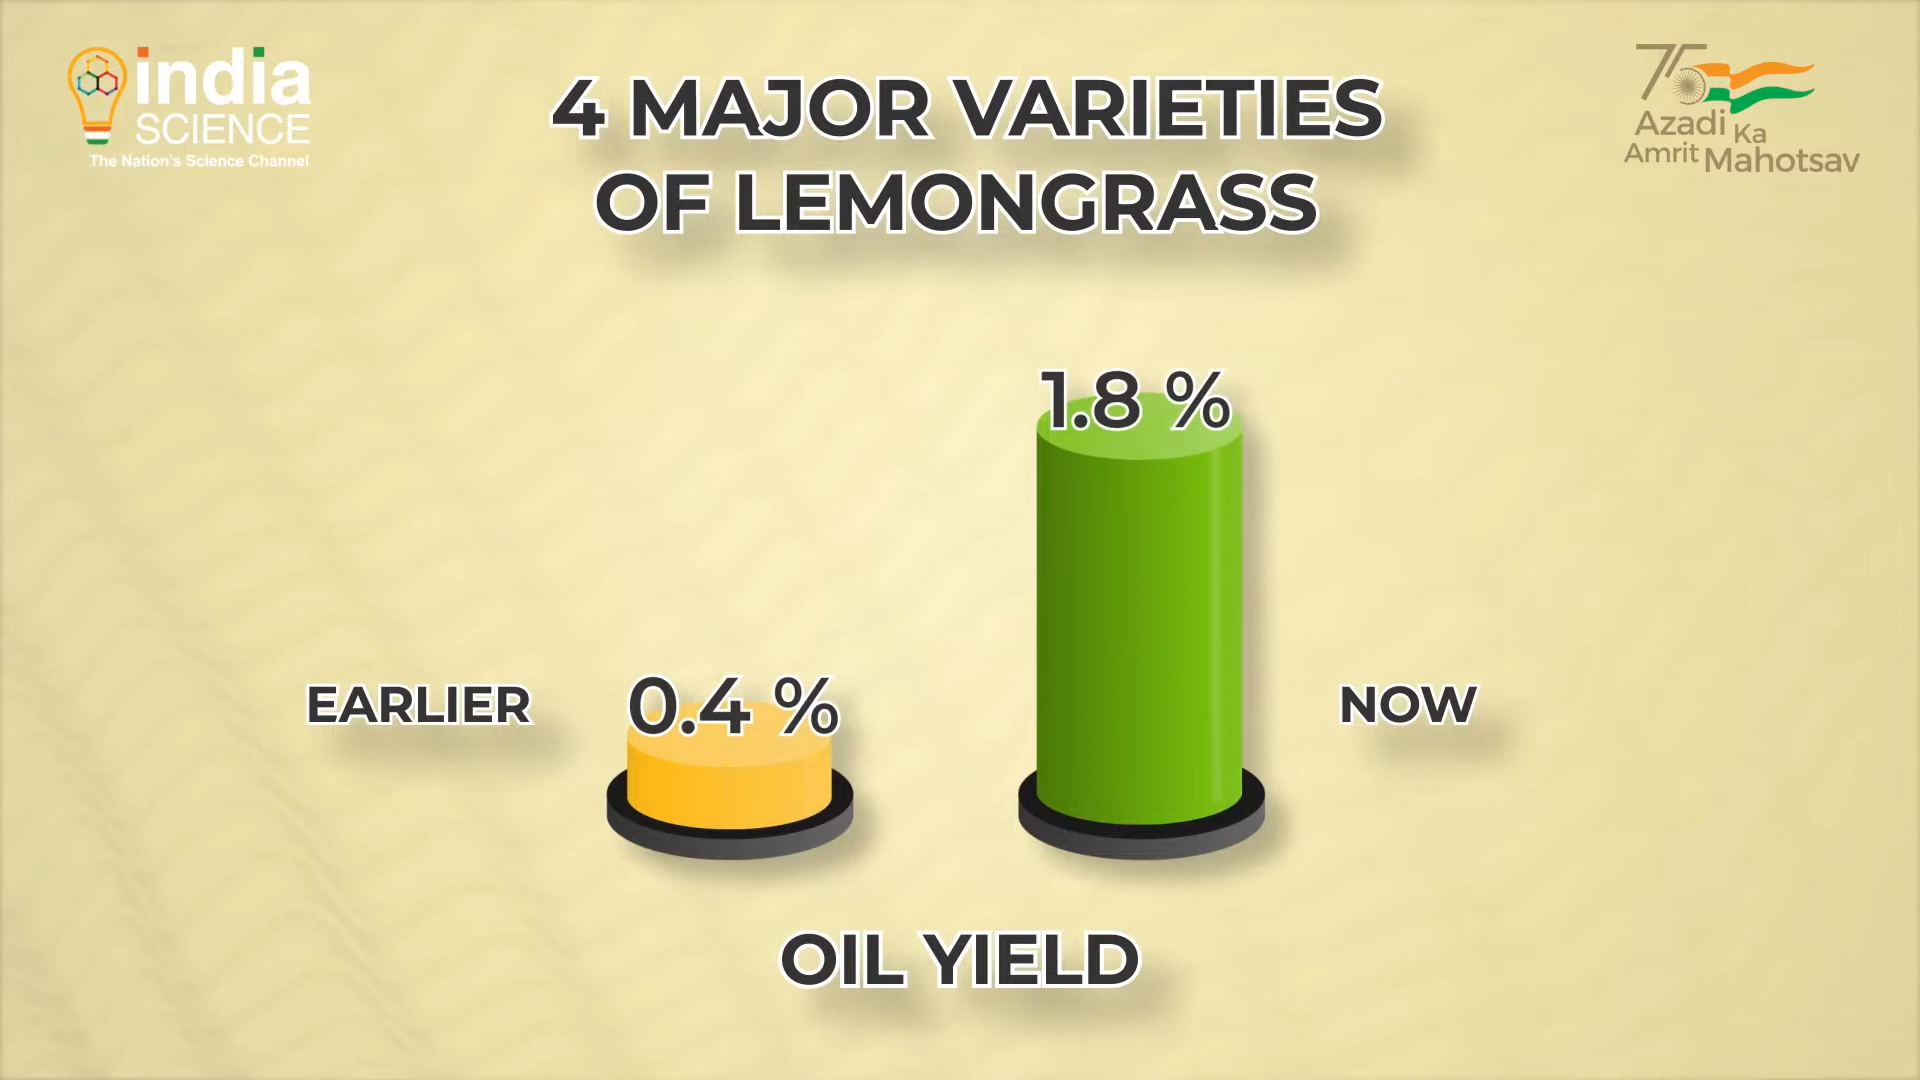 india
SCIENCE
The Nation's Science Channel
4 MAJOR VARIETIES
OF LEMONGRASS
75
Azadi Ka
Amrit Mahotsav
1.8 %
EARLIER
0.4 %
NOW
OIL YIELD